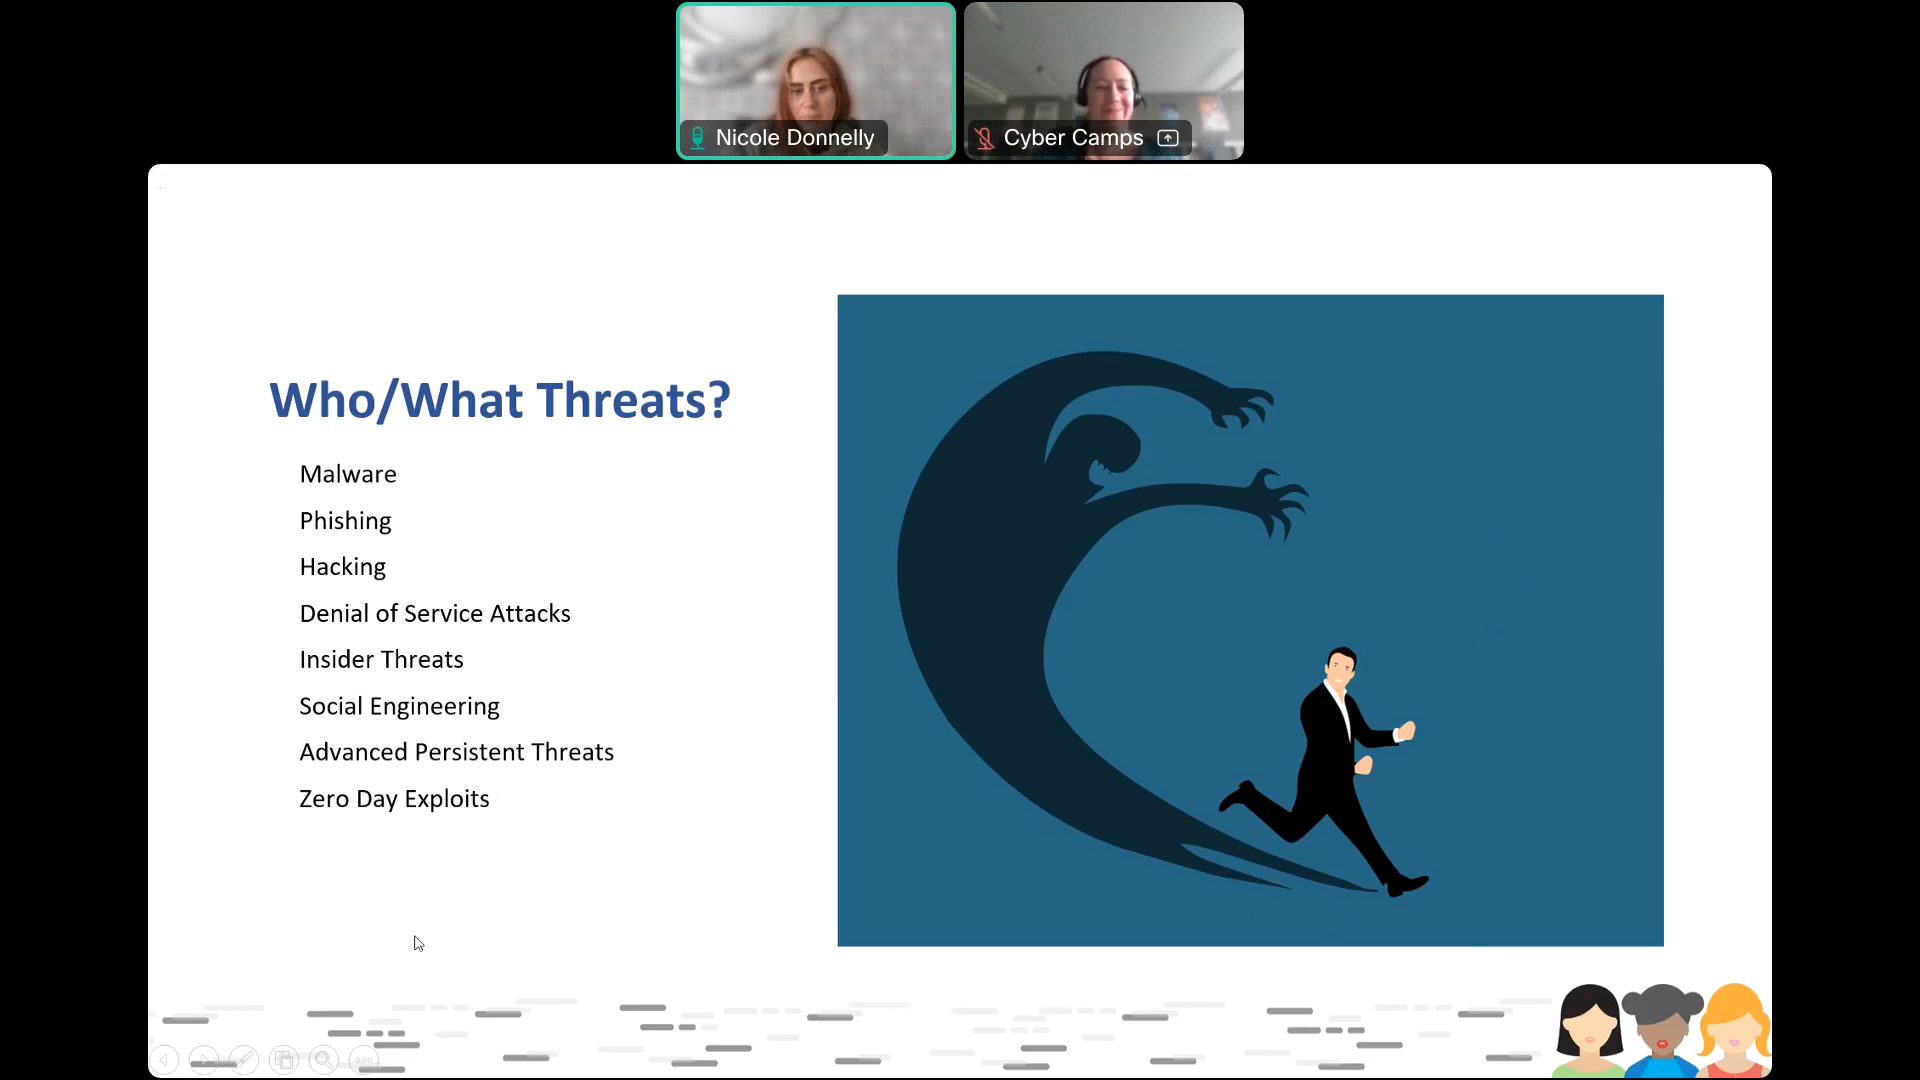 Nicole Donnelly
Cyber Camps
Who/What Threats?
Malware
Phishing
Hacking
Denial of Service Attacks
Insider Threats
Social Engineering
Advanced Persistent Threats
Zero Day Exploits